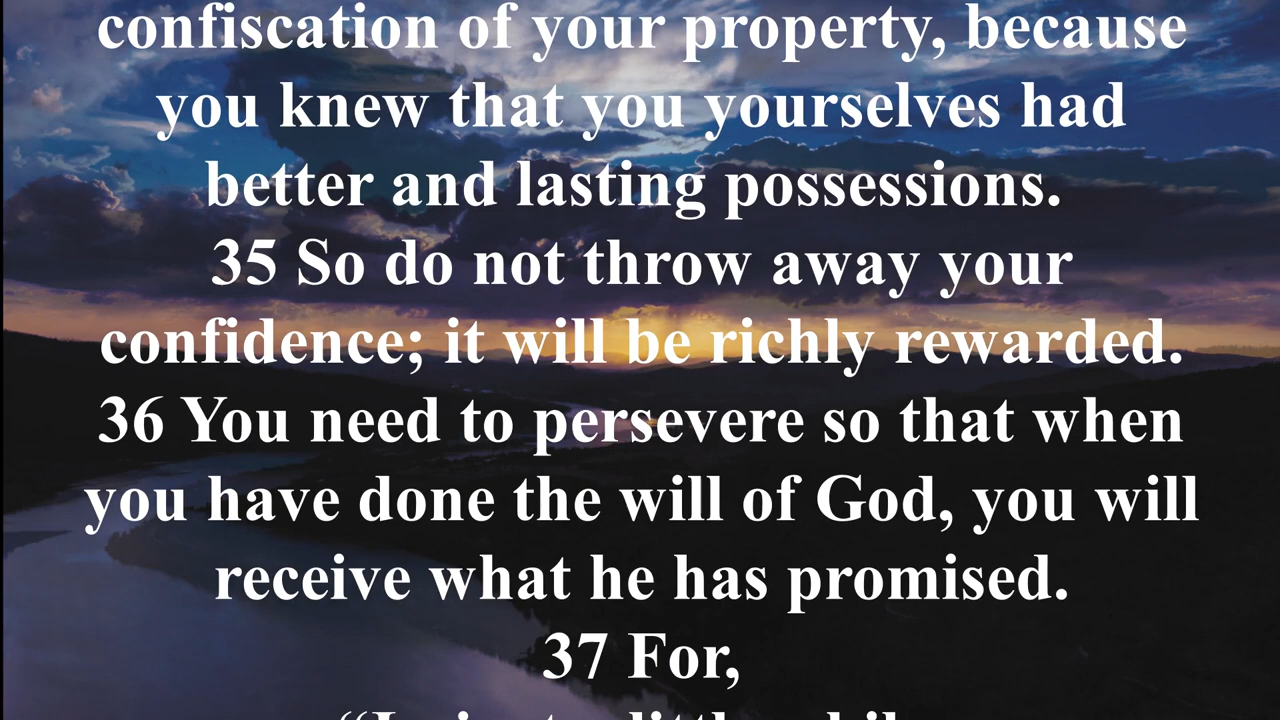 confiscation of your property, because
you knew that you yourselves had
better and lasting possessions.
35 So do not throw away your
confidence; it will be richly rewarded.
36 You need to persevere so that when
you have done the will of God, you will
receive what he has promised.
37 For,